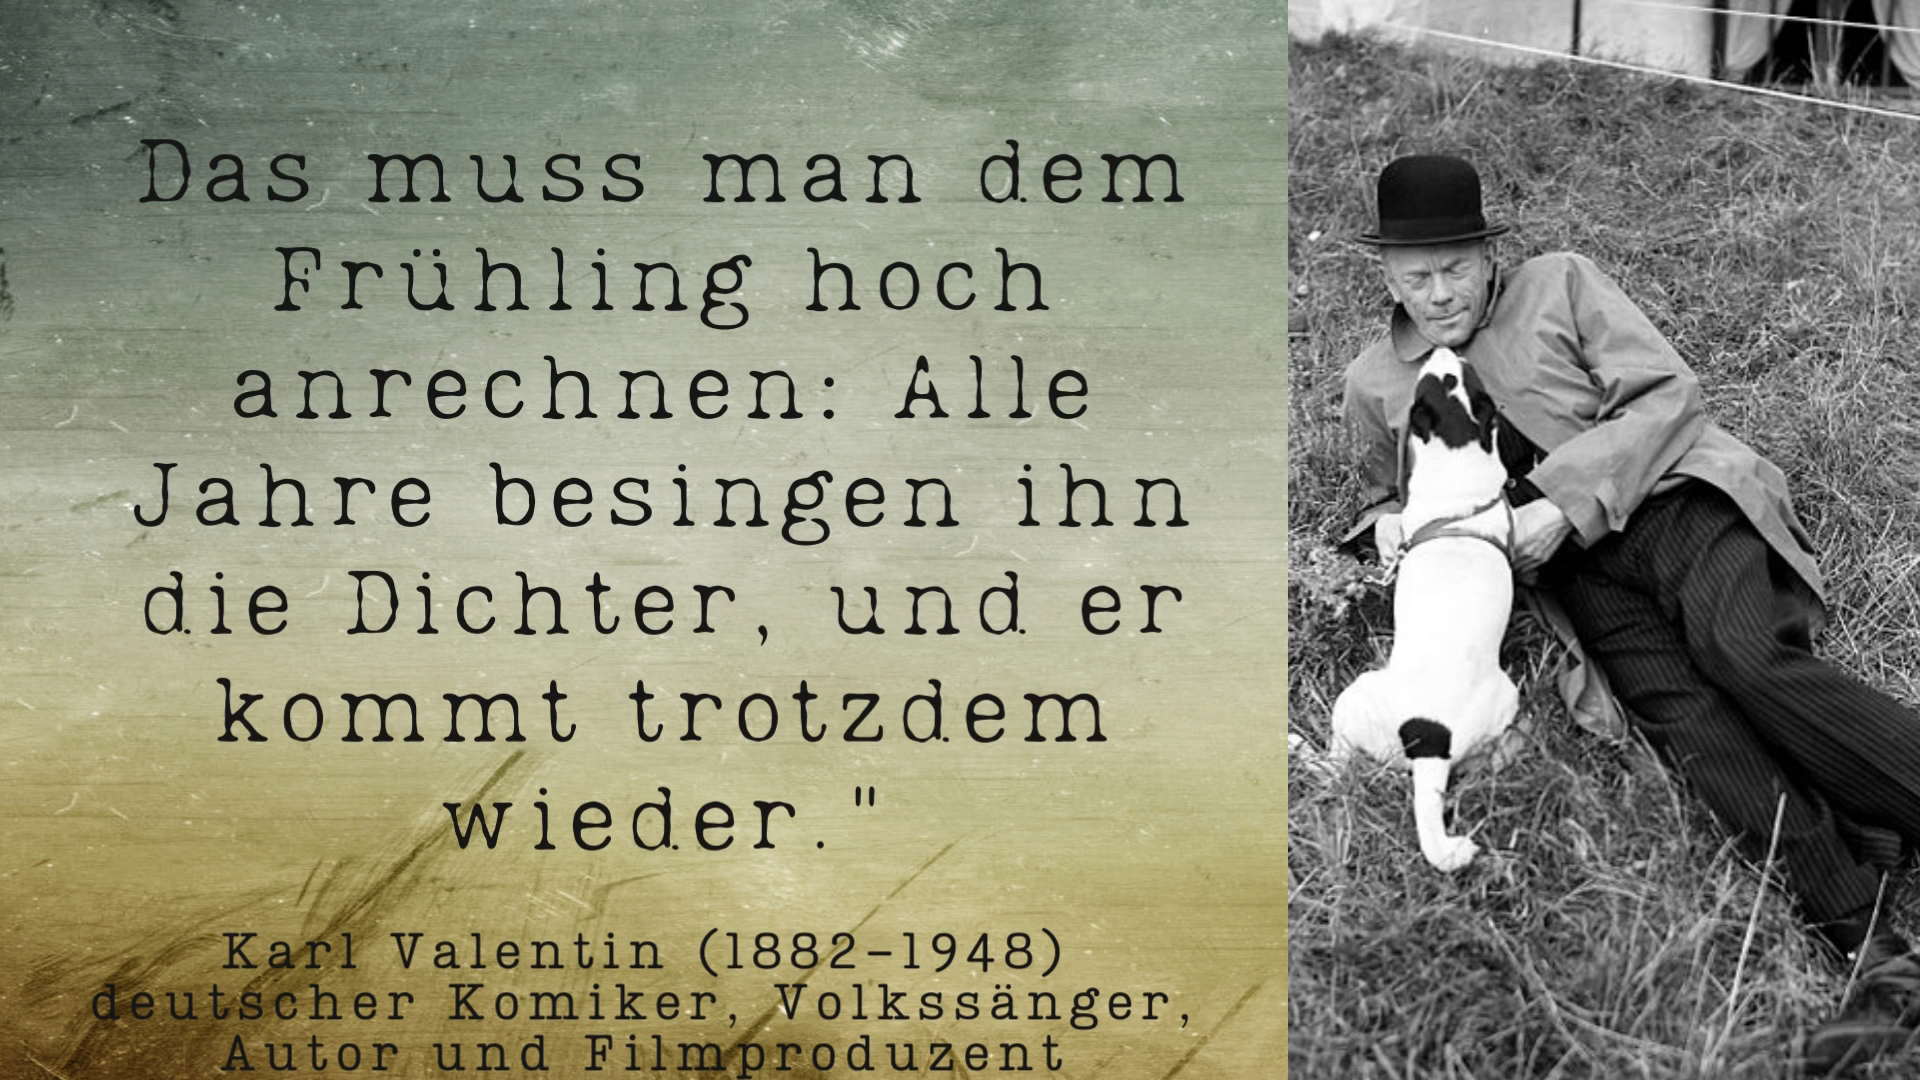 Das muss man dem
Frühling hoch
anrechnen: Alle
Jahre besingen ihn
die Dichter, und er
kommt trotzdem
wieder."
Karl Valentin (1882-1948)
deutscher Komiker, Volkssänger,
Autor und Filmproduzent